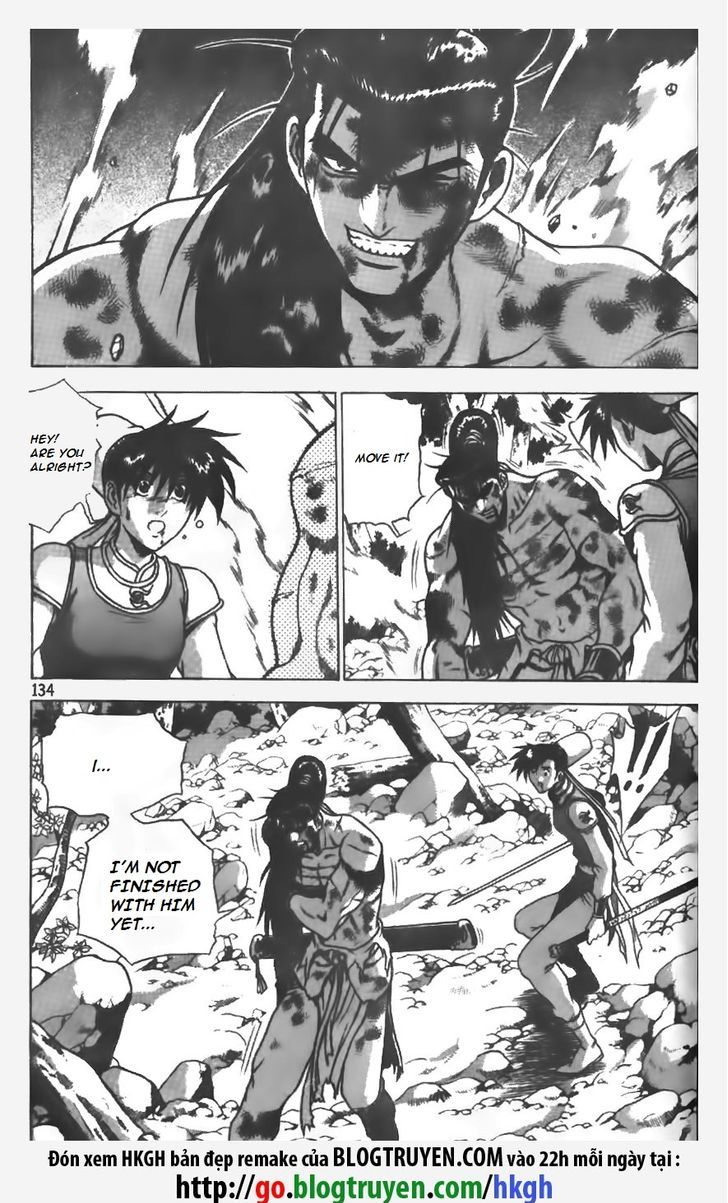 HEY!
ARE YOU
ALRIGHT?
MOVE IT!
134
I...
!!!
I'M NOT
FINISHED
WITH HIM
YET...
Đón xem HKGH bản đẹp remake của BLOGTRUYEN.COM vào 22h mỗi ngày tại :
http://go.blogtruyen.com/hkgh